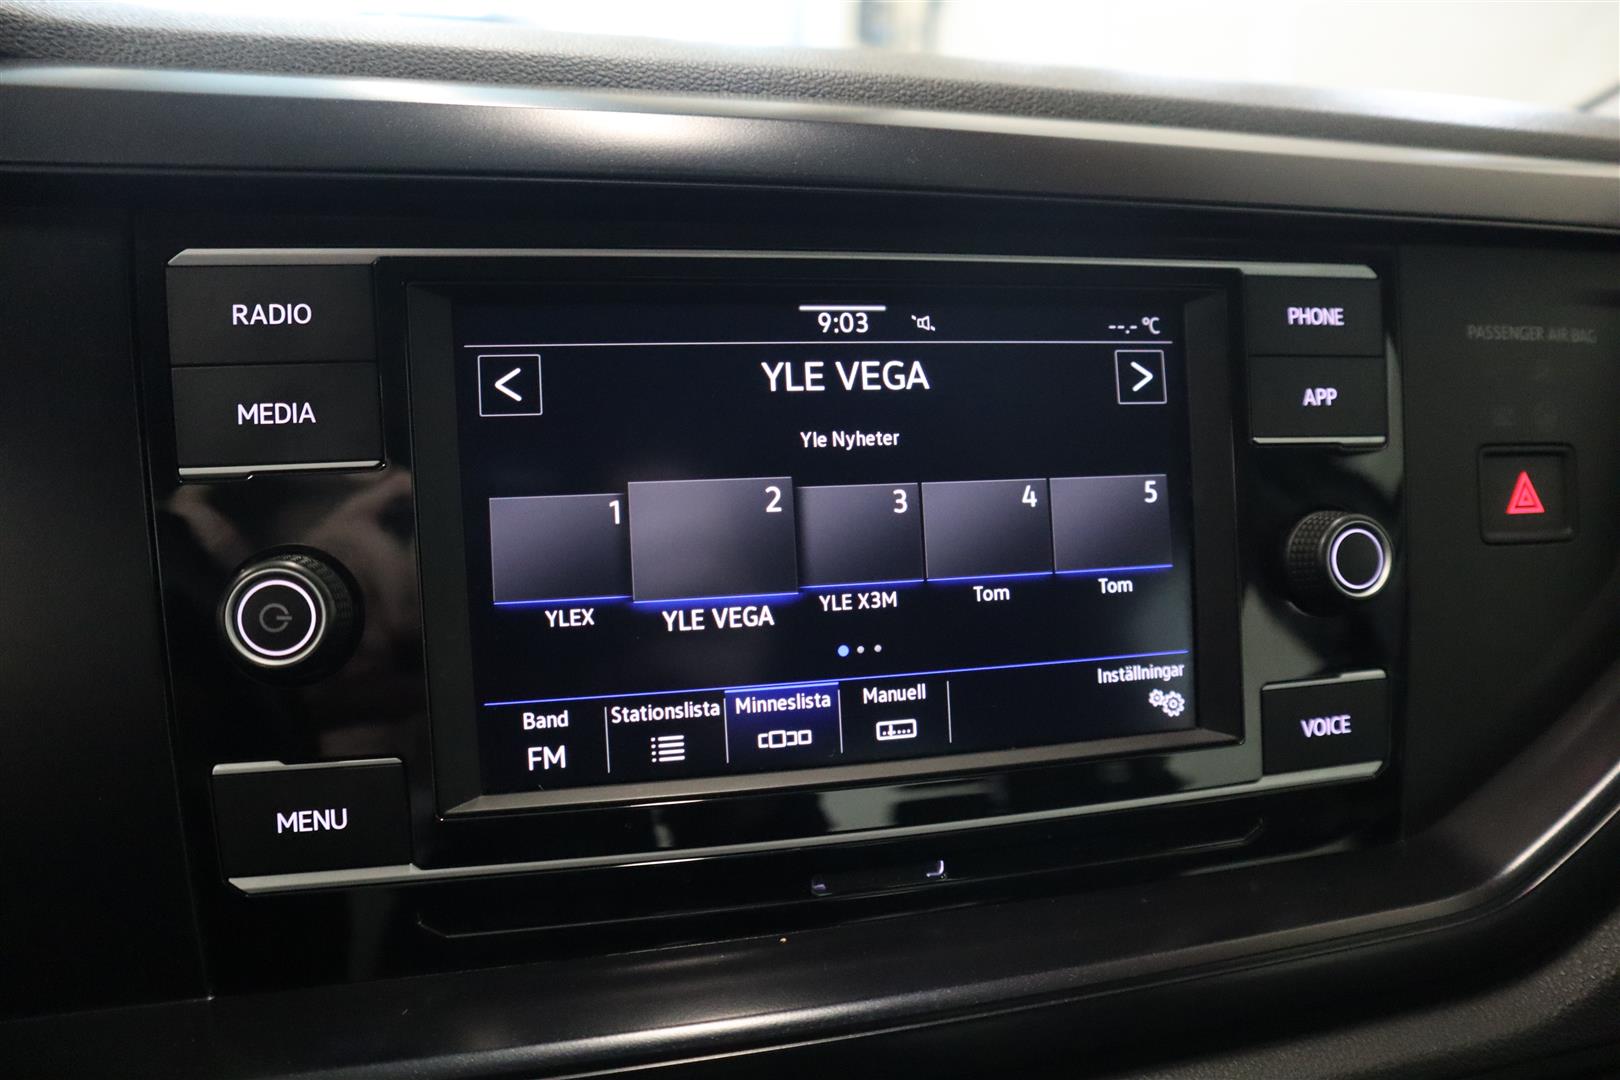 RADIO
MEDIA
MENU
9:03
--.- °C
<
YLE VEGA
>
Yle Nyheter
1
2
3
4
5
YLEX
YLE VEGA
YLE X3M
Tom
Tom
Inställningar
Band
FM
Stationslista
Minneslista
Manuell
PHONE
APP
VOICE
PASSENGER AIR BAG